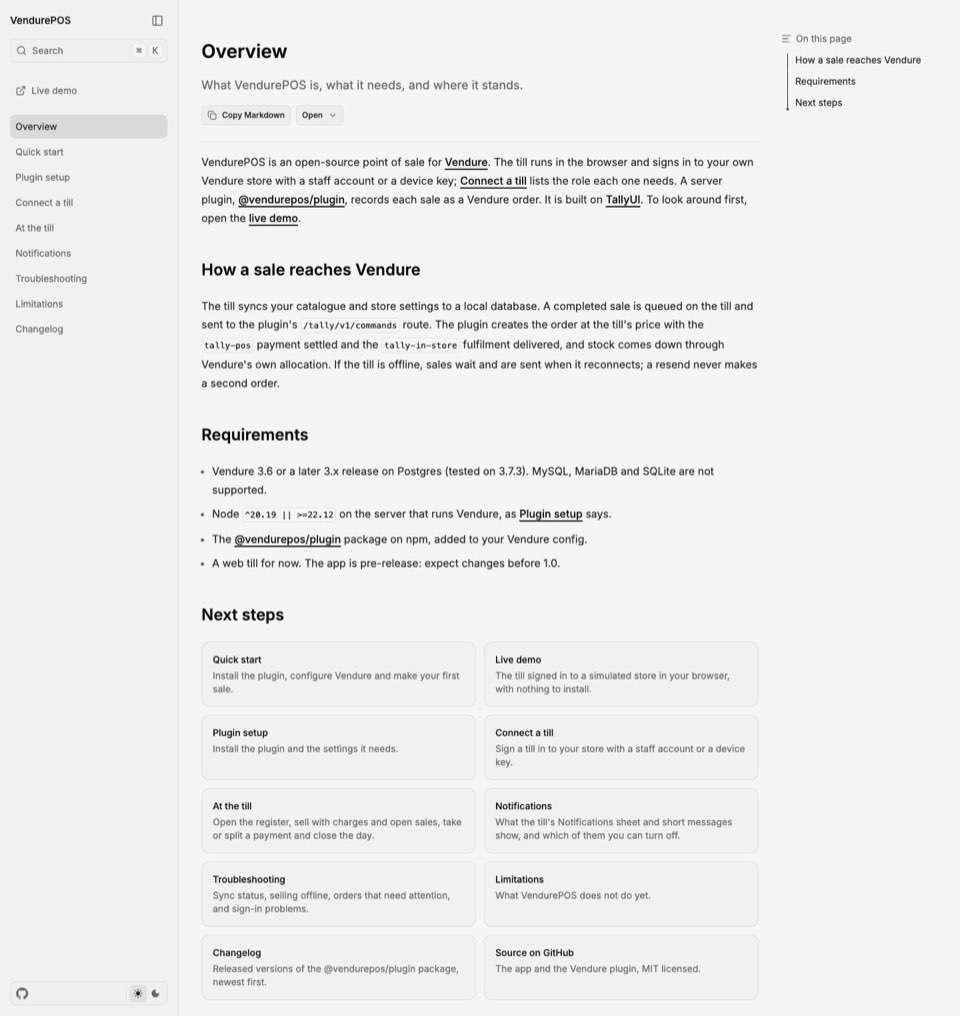 VendurePOS
Search
⌘ K
Live demo
Overview
Quick start
Plugin setup
Connect a till
At the till
Notifications
Troubleshooting
Limitations
Changelog
Overview
What VendurePOS is, what it needs, and where it stands.
Copy Markdown
Open
VendurePOS is an open-source point of sale for Vendure. The till runs in the browser and signs in to your own
Vendure store with a staff account or a device key; Connect a till lists the role each one needs. A server
plugin, @vendurepos/plugin, records each sale as a Vendure order. It is built on TallyUI. To look around first,
open the live demo.
How a sale reaches Vendure
The till syncs your catalogue and store settings to a local database. A completed sale is queued on the till and
sent to the plugin's /tally/v1/commands route. The plugin creates the order at the till's price with the
tally-pos payment settled and the tally-in-store fulfilment delivered, and stock comes down through
Vendure's own allocation. If the till is offline, sales wait and are sent when it reconnects; a resend never makes
a second order.
Requirements
• Vendure 3.6 or a later 3.x release on Postgres (tested on 3.7.3). MySQL, MariaDB and SQLite are not
supported.
• Node ^20.19 || >=22.12 on the server that runs Vendure, as Plugin setup says.
• The @vendurepos/plugin package on npm, added to your Vendure config.
• A web till for now. The app is pre-release: expect changes before 1.0.
Next steps
Quick start
Install the plugin, configure Vendure and make your first
sale.
Live demo
The till signed in to a simulated store in your browser,
with nothing to install.
Plugin setup
Install the plugin and the settings it needs.
Connect a till
Sign a till in to your store with a staff account or a device
key.
At the till
Open the register, sell with charges and open sales, take
or split a payment and close the day.
Notifications
What the till's Notifications sheet and short messages
show, and which of them you can turn off.
Troubleshooting
Sync status, selling offline, orders that need attention,
and sign-in problems.
Limitations
What VendurePOS does not do yet.
Changelog
Released versions of the @vendurepos/plugin package,
newest first.
Source on GitHub
The app and the Vendure plugin, MIT licensed.
On this page
How a sale reaches Vendure
Requirements
Next steps